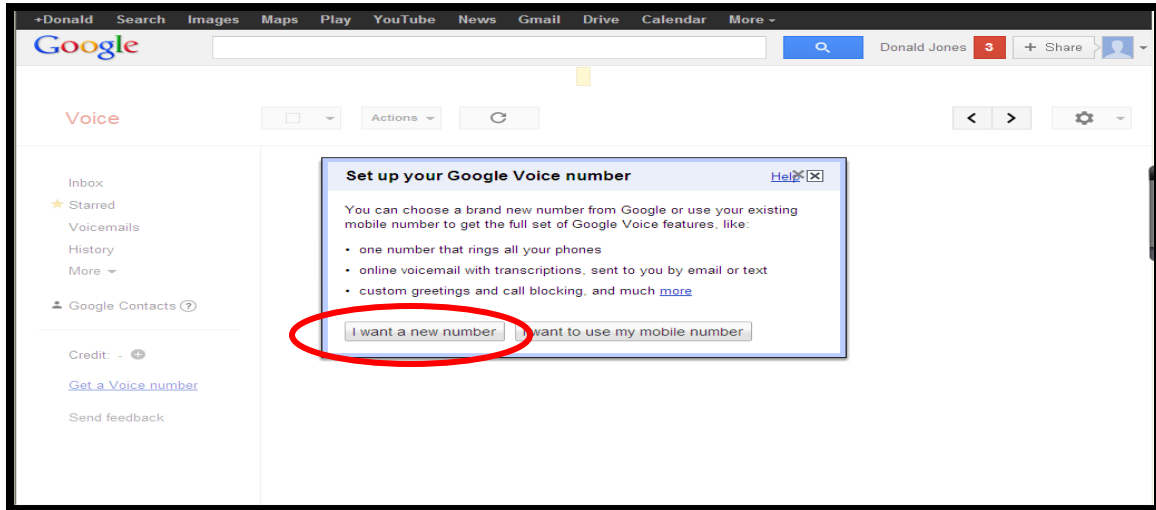 +Donald Search Images Maps Play YouTube News Gmail Drive Calendar More
Google
Donald Jones 3 + Share
Voice Actions
Set up your Google Voice number Help
You can choose a brand new number from Google or use your existing
mobile number to get the full set of Google Voice features, like:
• one number that rings all your phones
• online voicemail with transcriptions, sent to you by email or text
• custom greetings and call blocking, and much more
I want a new number I want to use my mobile number
Inbox
Starred
Voicemails
History
More
Google Contacts (?)
Credit: -
Get a Voice number
Send feedback